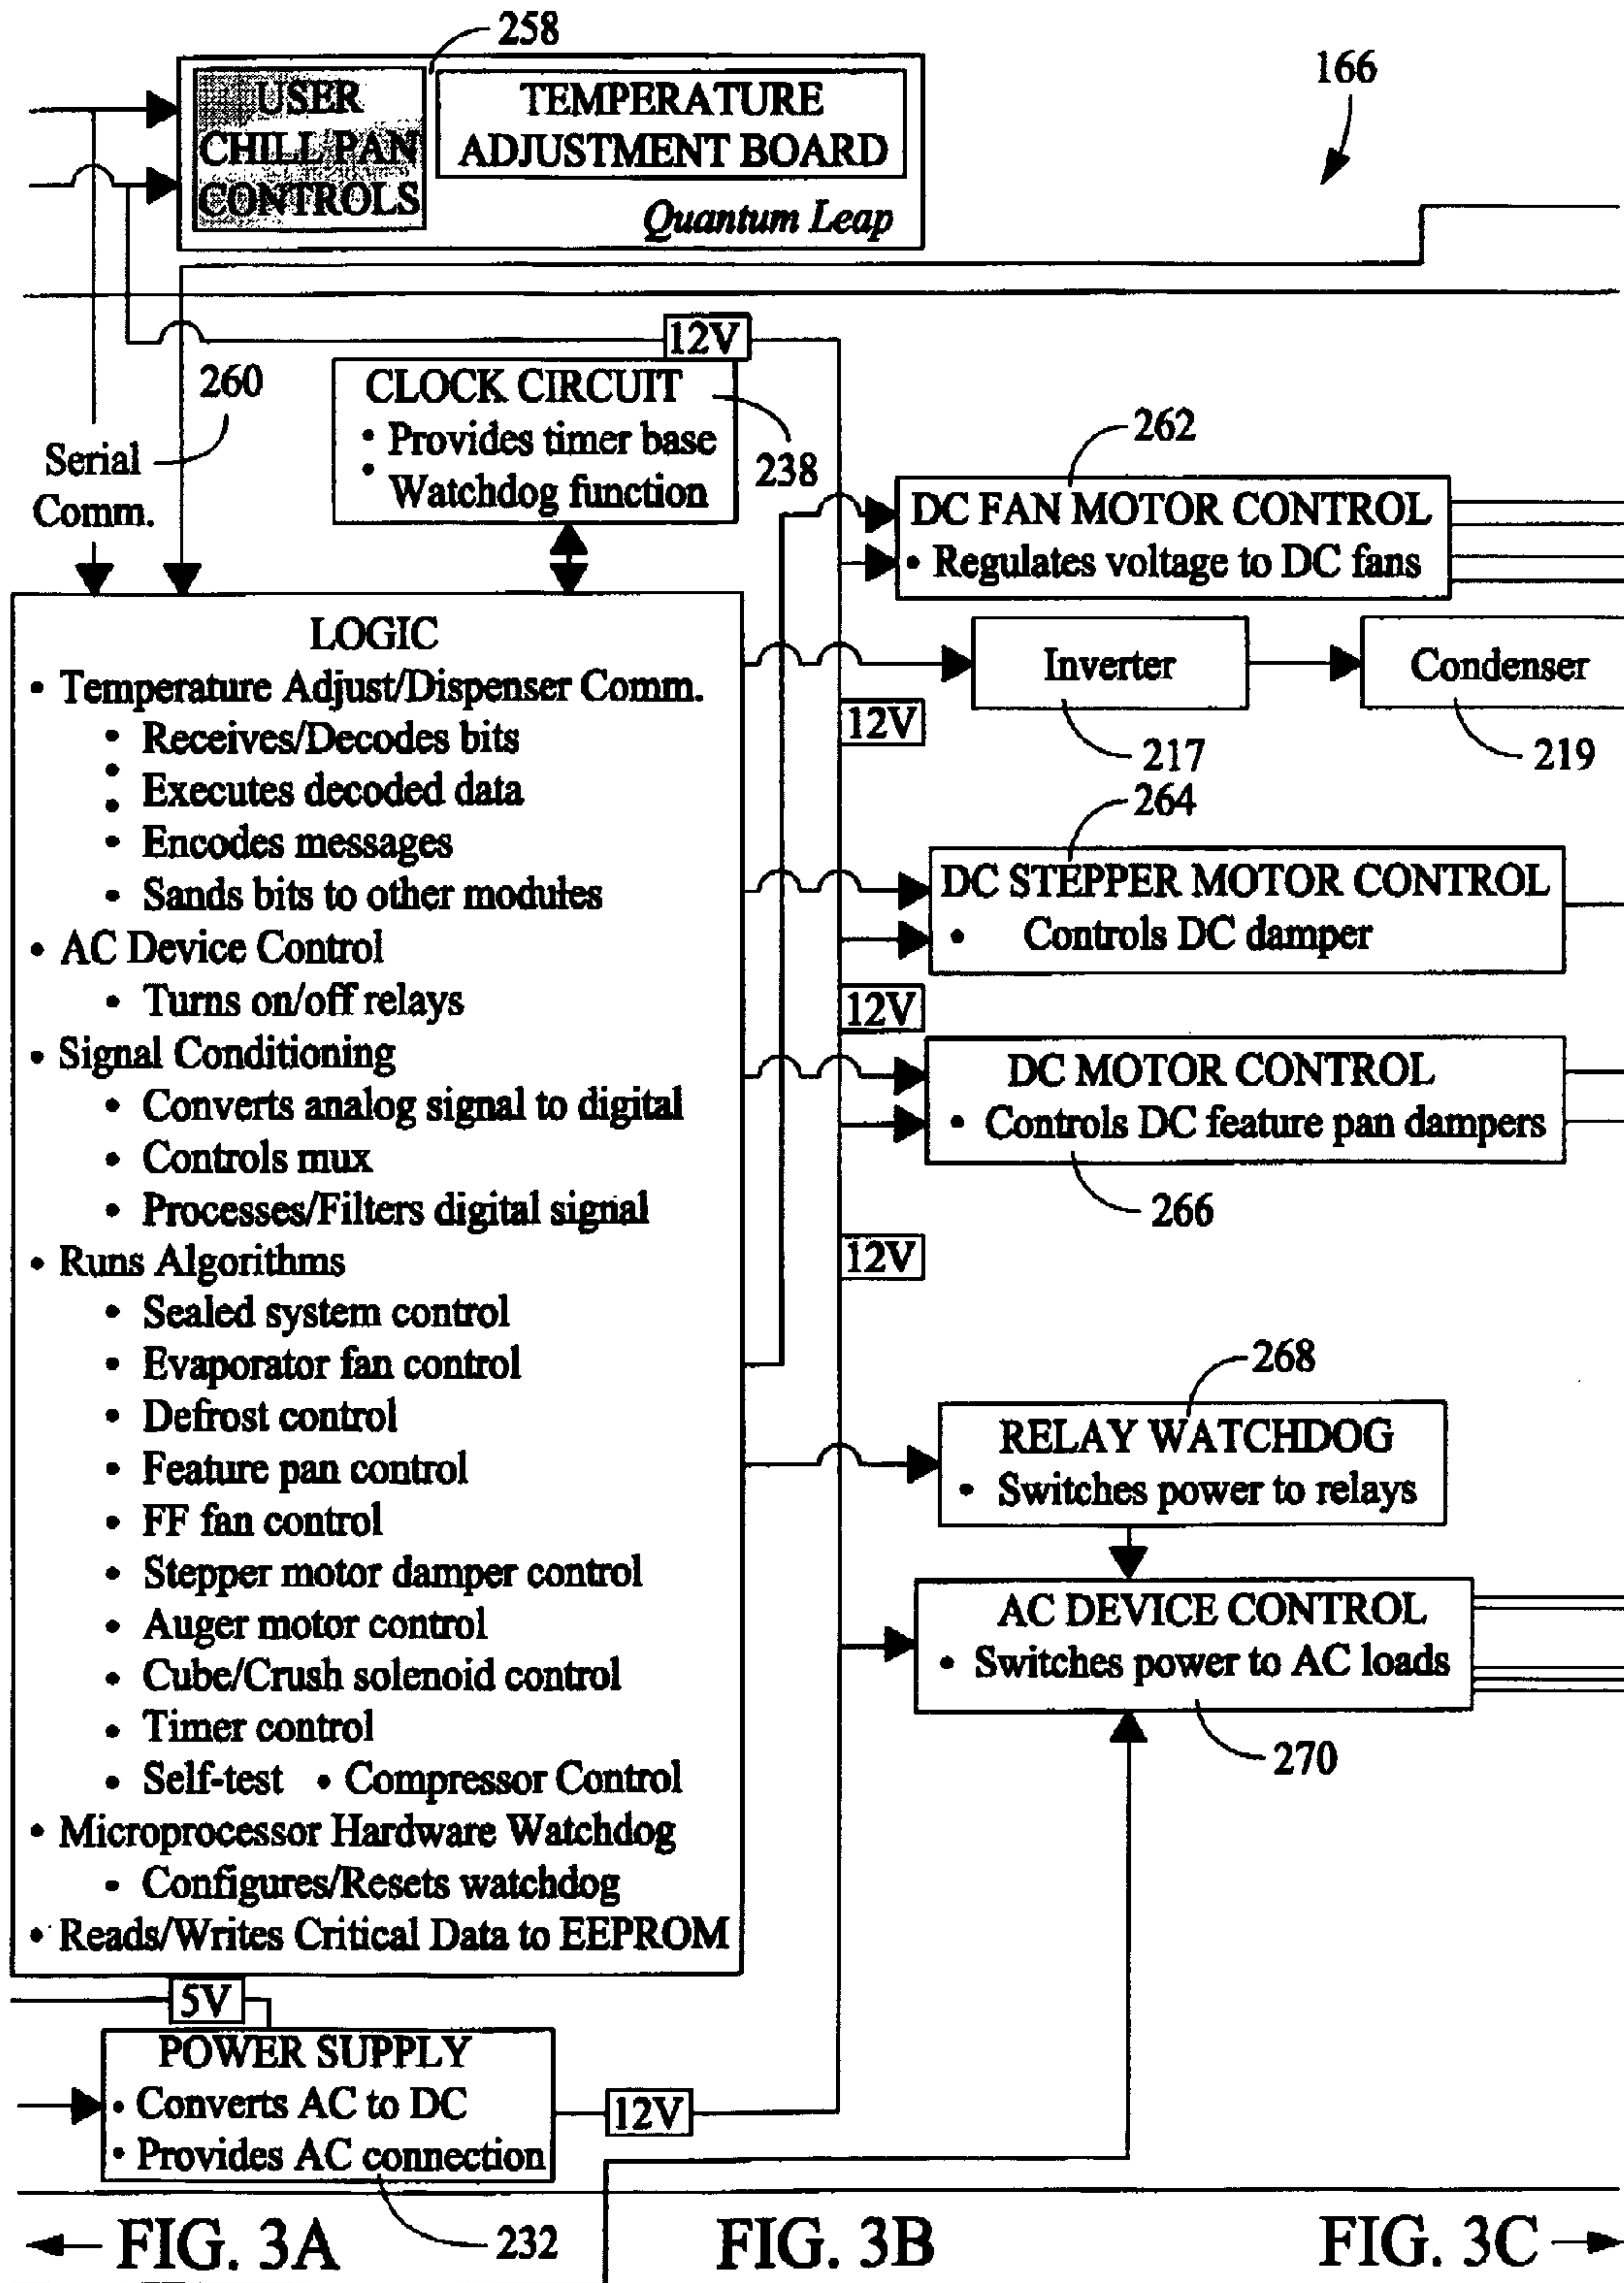 258
USER
CHILL PAN
CONTROLS
TEMPERATURE
ADJUSTMENT BOARD
Quantum Leap
166
12V
260
CLOCK CIRCUIT
• Provides timer base
• Watchdog function
238
Serial
Comm.
262
DC FAN MOTOR CONTROL
• Regulates voltage to DC fans
Inverter
Condenser
12V
217
219
LOGIC
• Temperature Adjust/Dispenser Comm.
• Receives/Decodes bits
• Executes decoded data
• Encodes messages
• Sands bits to other modules
• AC Device Control
• Turns on/off relays
• Signal Conditioning
• Converts analog signal to digital
• Controls mux
• Processes/Filters digital signal
• Runs Algorithms
• Sealed system control
• Evaporator fan control
• Defrost control
• Feature pan control
• FF fan control
• Stepper motor damper control
• Auger motor control
• Cube/Crush solenoid control
• Timer control
• Self-test • Compressor Control
• Microprocessor Hardware Watchdog
• Configures/Resets watchdog
• Reads/Writes Critical Data to EEPROM
264
DC STEPPER MOTOR CONTROL
• Controls DC damper
12V
DC MOTOR CONTROL
• Controls DC feature pan dampers
266
12V
268
RELAY WATCHDOG
• Switches power to relays
AC DEVICE CONTROL
• Switches power to AC loads
270
5V
POWER SUPPLY
• Converts AC to DC
• Provides AC connection
12V
232
FIG. 3A
FIG. 3B
FIG. 3C